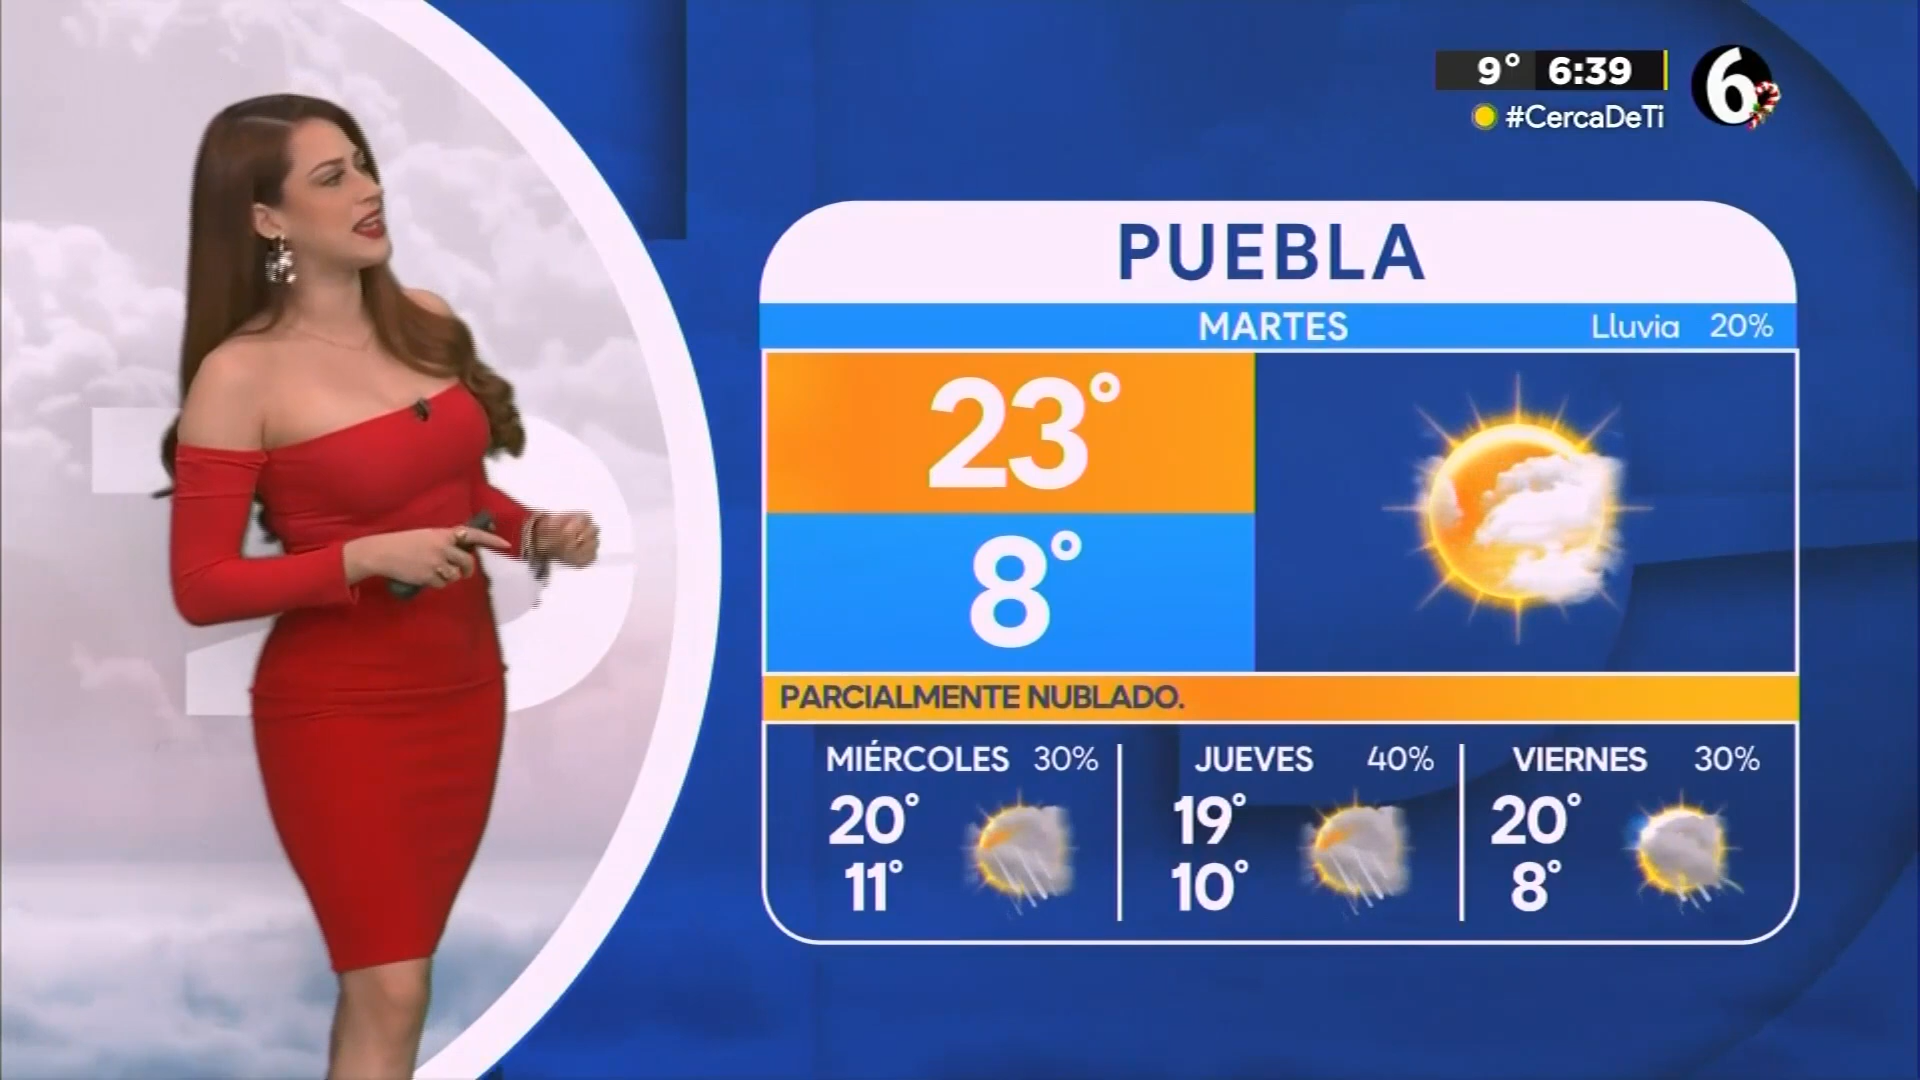 9° 6:39
#CercaDeTi
6
PUEBLA
MARTES Lluvia 20%
23°
8°
PARCIALMENTE NUBLADO.
MIÉRCOLES 30%
20°
11°
JUEVES 40%
19°
10°
VIERNES 30%
20°
8°